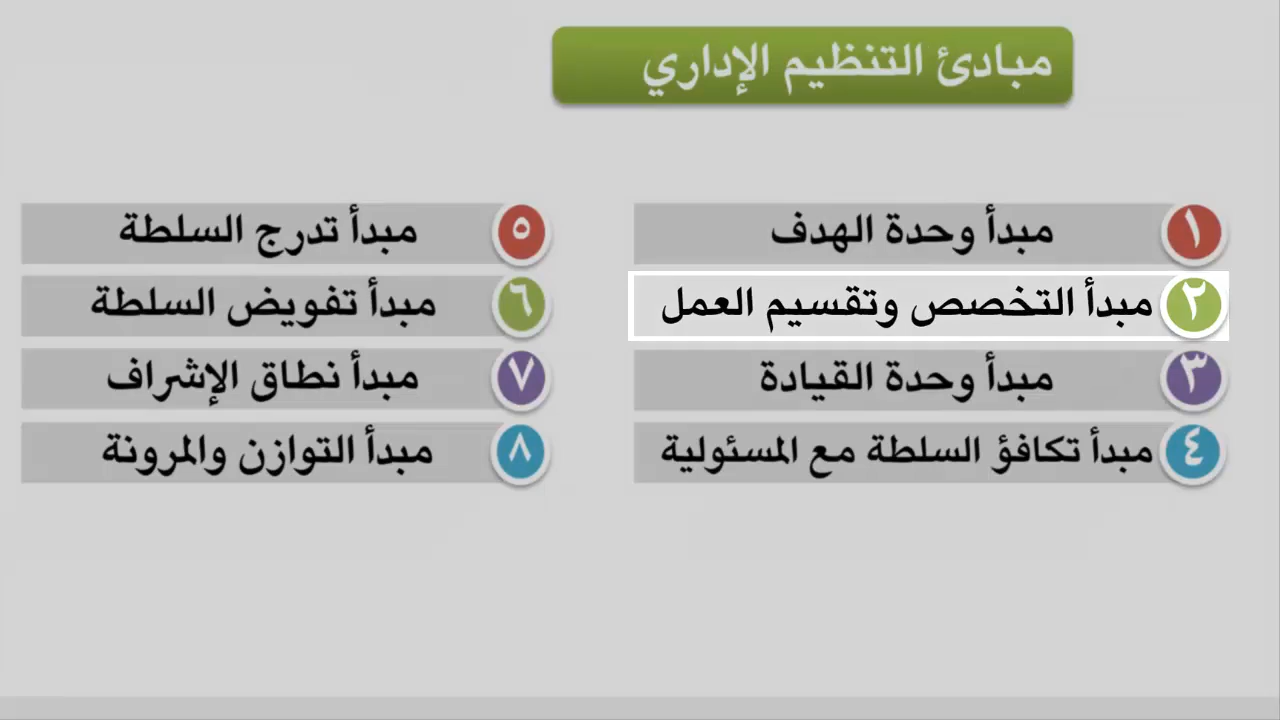 مبادئ التنظيم الإداري
١ مبدأ وحدة الهدف
٢ مبدأ التخصص وتقسيم العمل
٣ مبدأ وحدة القيادة
٤ مبدأ تكافؤ السلطة مع المسئولية
٥ مبدأ تدرج السلطة
٦ مبدأ تفويض السلطة
٧ مبدأ نطاق الإشراف
٨ مبدأ التوازن والمرونة